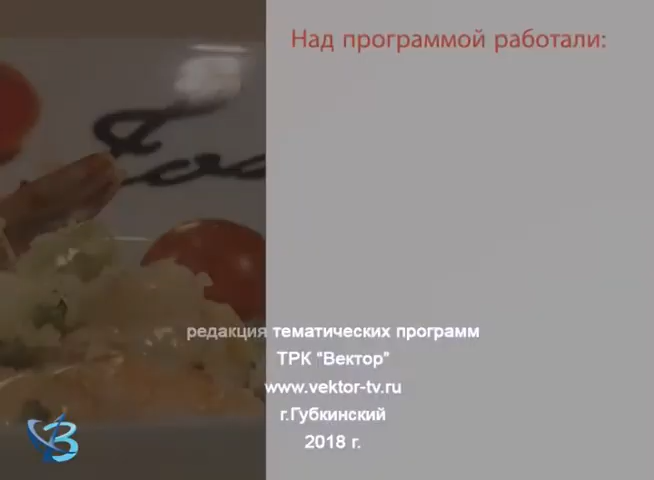 Над программой работали:
редакция тематических программ
ТРК "Вектор"
www.vektor-tv.ru
г.Губкинский
2018 г.